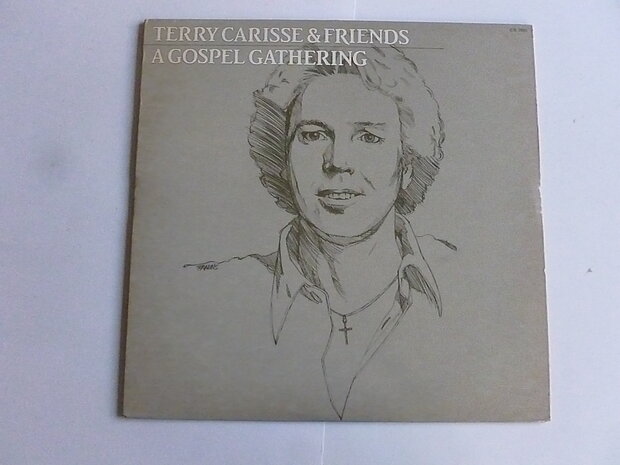 TERRY CARISSE & FRIENDS
A GOSPEL GATHERING